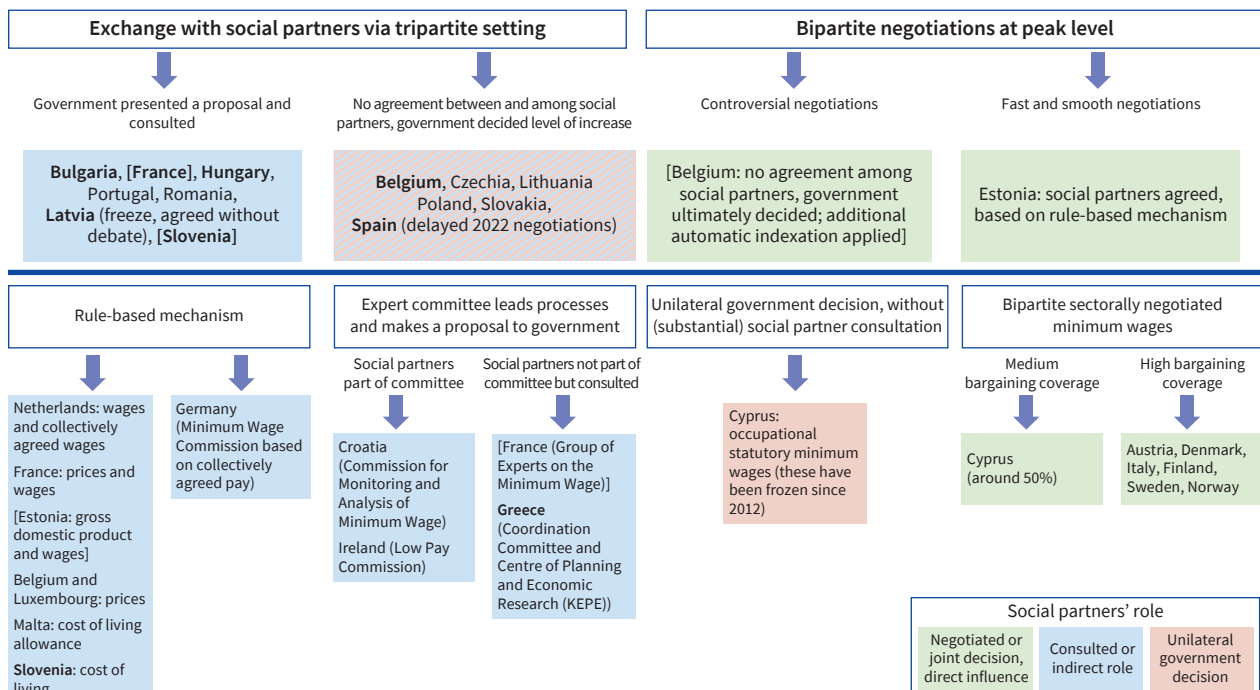 Exchange with social partners via tripartite setting
Bipartite negotiations at peak level
Government presented a proposal and
consulted
No agreement between and among social
partners, government decided level of increase
Controversial negotiations
Fast and smooth negotiations
Bulgaria, [France], Hungary,
Portugal, Romania,
Latvia (freeze, agreed without
debate), [Slovenia]
Belgium, Czechia, Lithuania
Poland, Slovakia,
Spain (delayed 2022 negotiations)
[Belgium: no agreement among
social partners, government
ultimately decided; additional
automatic indexation applied]
Estonia: social partners agreed,
based on rule-based mechanism
Rule-based mechanism
Expert committee leads processes
and makes a proposal to government
Unilateral government decision, without
(substantial) social partner consultation
Bipartite sectorally negotiated
minimum wages
Netherlands: wages
and collectively
agreed wages
France: prices and
wages
[Estonia: gross
domestic product
and wages]
Belgium and
Luxembourg: prices
Malta: cost of living
allowance
Slovenia: cost of
living
Germany
(Minimum Wage
Commission based
on collectively
agreed pay)
Social partners
part of committee
Croatia
(Commission for
Monitoring and
Analysis of
Minimum Wage)
Ireland (Low Pay
Commission)
Social partners not part of
committee but consulted
[France (Group of
Experts on the
Minimum Wage)]
Greece
(Coordination
Committee and
Centre of Planning
and Economic
Research (KEPE))
Cyprus:
occupational
statutory minimum
wages (these have
been frozen since
2012)
Medium
bargaining coverage
Cyprus
(around 50%)
High bargaining
coverage
Austria, Denmark,
Italy, Finland,
Sweden, Norway
Social partners' role
Negotiated or
joint decision,
direct influence
Consulted or
indirect role
Unilateral
government
decision